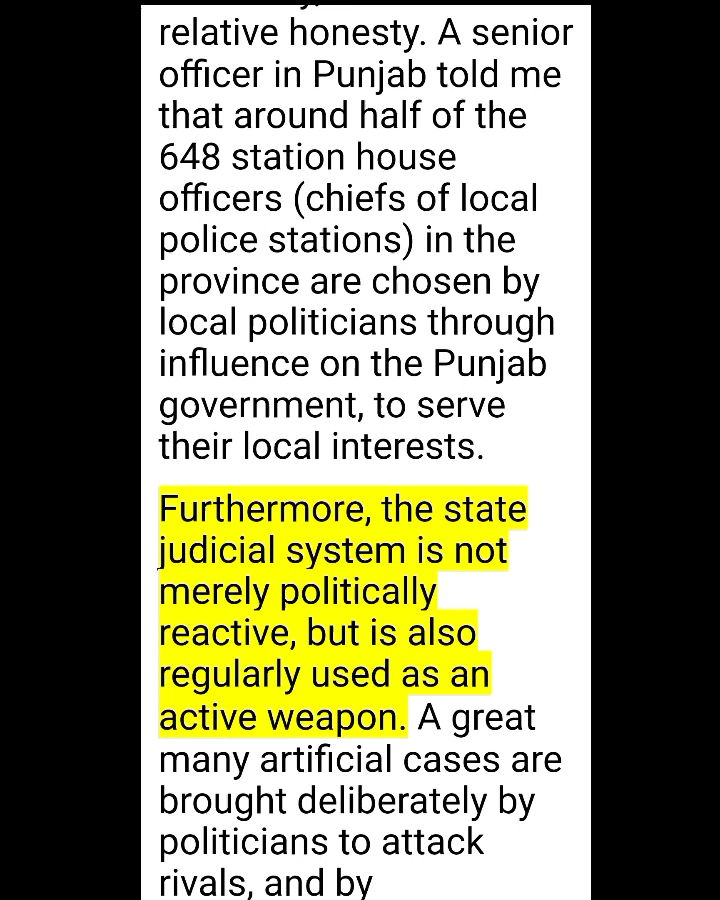 relative honesty. A senior
officer in Punjab told me
that around half of the
648 station house
officers (chiefs of local
police stations) in the
province are chosen by
local politicians through
influence on the Punjab
government, to serve
their local interests.
Furthermore, the state
judicial system is not
merely politically
reactive, but is also
regularly used as an
active weapon. A great
many artificial cases are
brought deliberately by
politicians to attack
rivals, and by